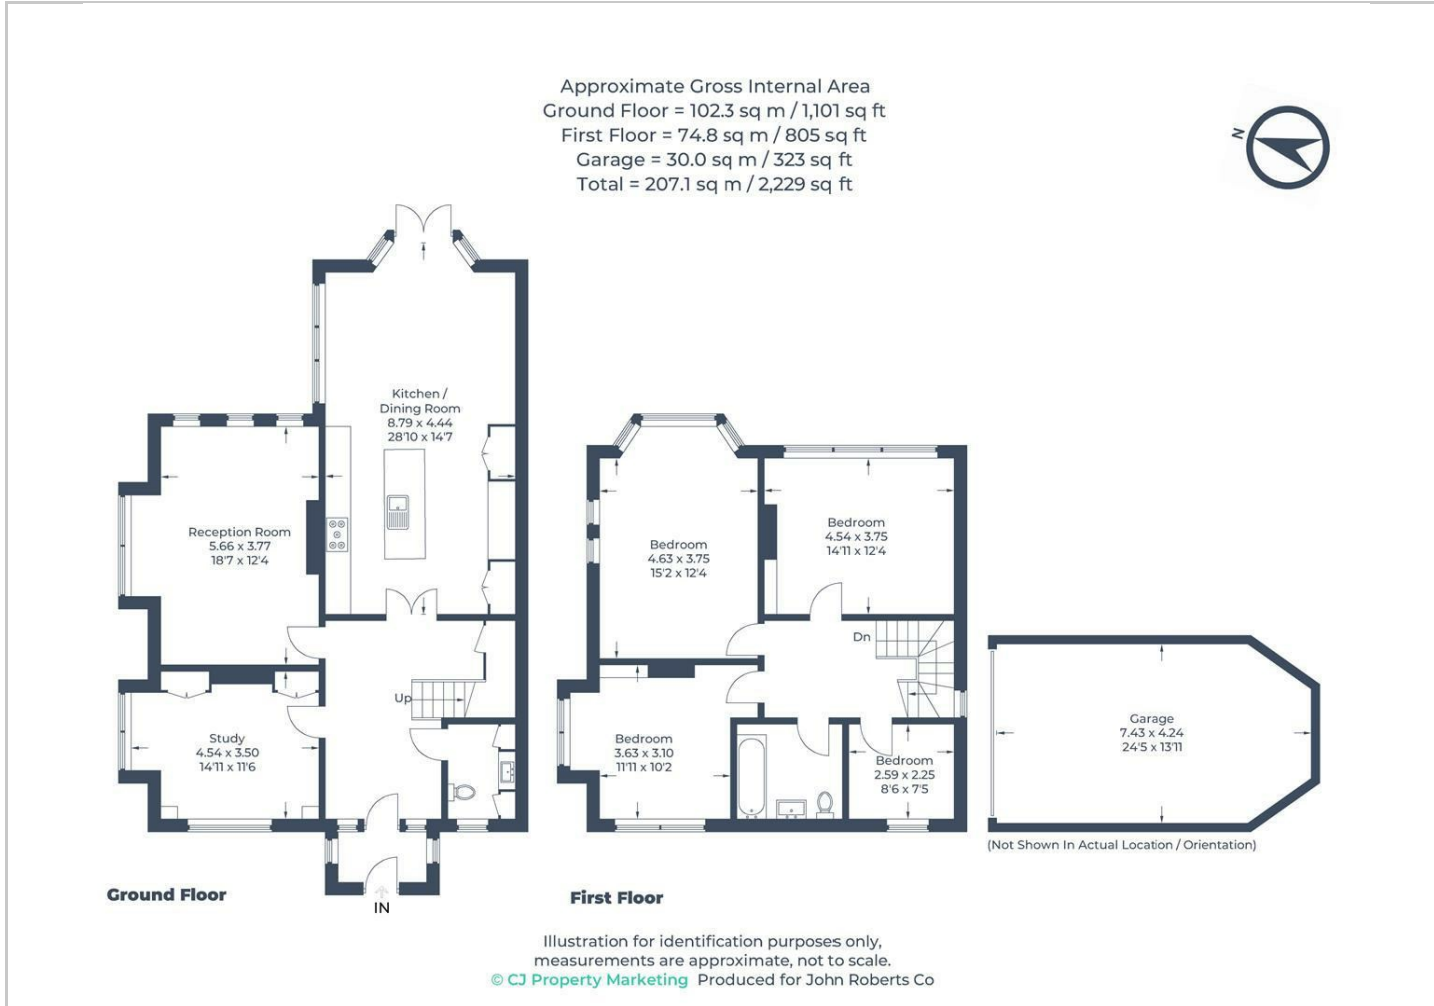 Approximate Gross Internal Area
Ground Floor = 102.3 sq m / 1,101 sq ft
First Floor = 74.8 sq m / 805 sq ft
Garage = 30.0 sq m / 323 sq ft
Total = 207.1 sq m / 2,229 sq ft
N
Kitchen /
Dining Room
8.79 x 4.44
28'10 x 14'7
Reception Room
5.66 x 3.77
18'7 x 12'4
Up
Study
4.54 x 3.50
14'11 x 11'6
IN
Ground Floor
Bedroom
4.63 x 3.75
15'2 x 12'4
Bedroom
4.54 x 3.75
14'11 x 12'4
Dn
Bedroom
3.63 x 3.10
11'11 x 10'2
Bedroom
2.59 x 2.25
8'6 x 7'5
First Floor
Garage
7.43 x 4.24
24'5 x 13'11
(Not Shown In Actual Location / Orientation)
Illustration for identification purposes only,
measurements are approximate, not to scale.
© CJ Property Marketing Produced for John Roberts Co